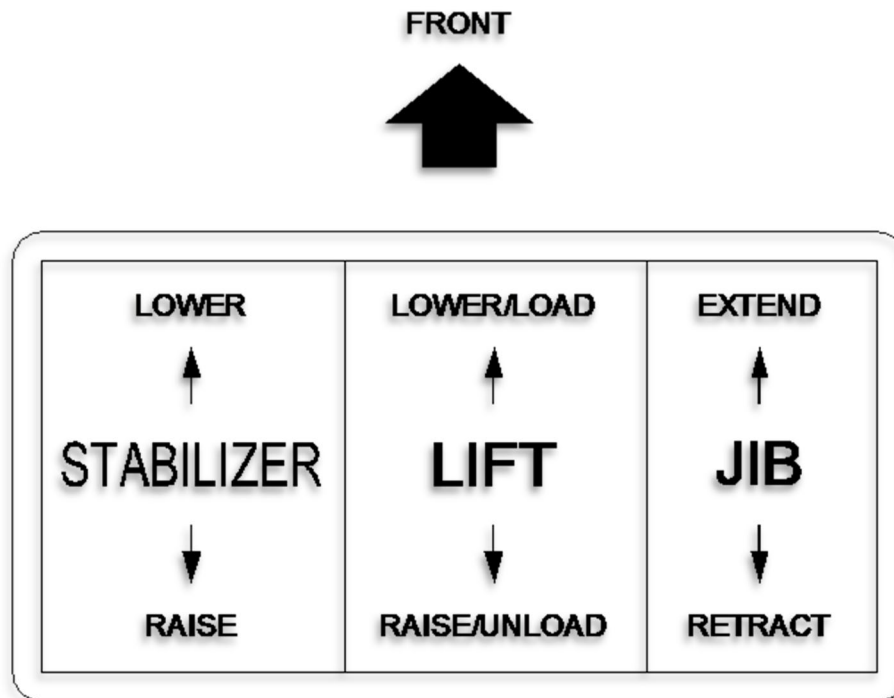 FRONT
LOWER
LOWER/LOAD
EXTEND
STABILIZER
LIFT
JIB
RAISE
RAISE/UNLOAD
RETRACT